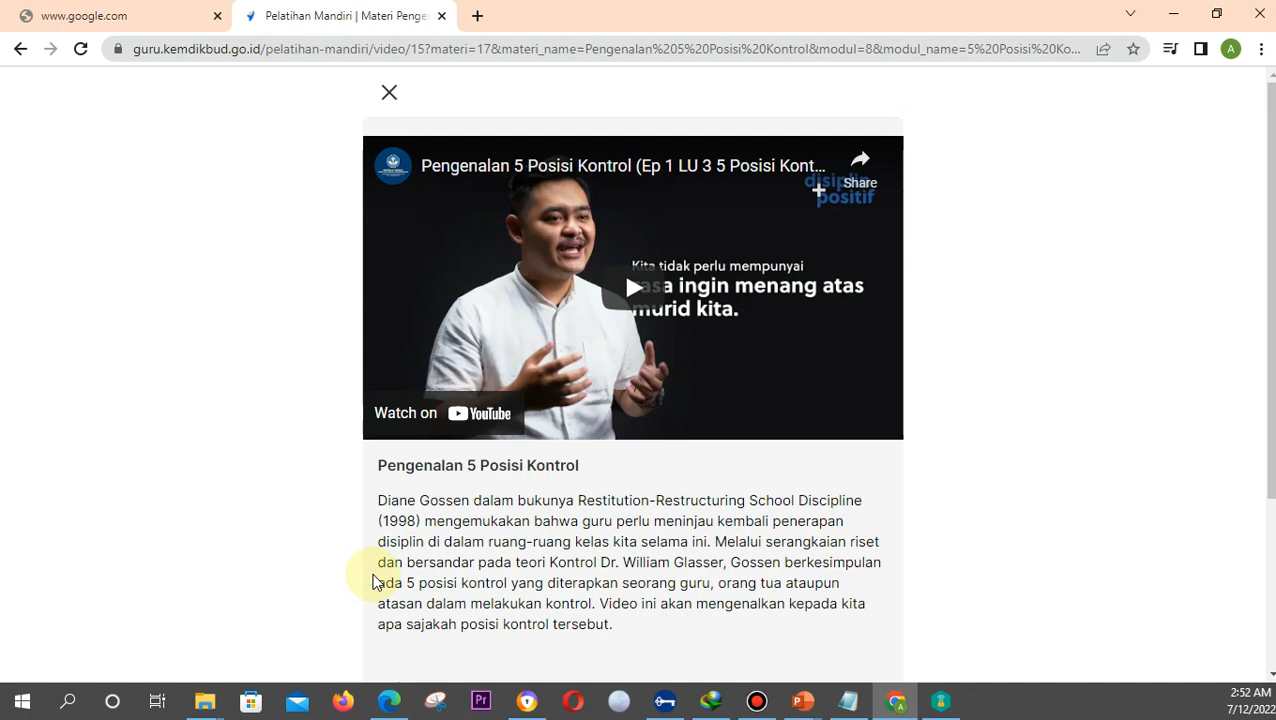 www.google.com
Pelatihan Mandiri | Materi Penge
guru.kemdikbud.go.id/pelatihan-mandiri/video/15?materi=17&materi_name=Pengenalan%205%20Posisi%20Kontrol&modul=8&modul_name=5%20Posisi%20Ko...
A
Pengenalan 5 Posisi Kontrol (Ep 1 LU 3 5 Posisi Kont...
Share
disiplin
positif
Kita tidak perlu mempunyai
rasa ingin menang atas
murid kita.
Watch on YouTube
Pengenalan 5 Posisi Kontrol
Diane Gossen dalam bukunya Restitution-Restructuring School Discipline
(1998) mengemukakan bahwa guru perlu meninjau kembali penerapan
disiplin di dalam ruang-ruang kelas kita selama ini. Melalui serangkaian riset
dan bersandar pada teori Kontrol Dr. William Glasser, Gossen berkesimpulan
ada 5 posisi kontrol yang diterapkan seorang guru, orang tua ataupun
atasan dalam melakukan kontrol. Video ini akan mengenalkan kepada kita
apa sajakah posisi kontrol tersebut.
Pr
2:52 AM
7/12/2022